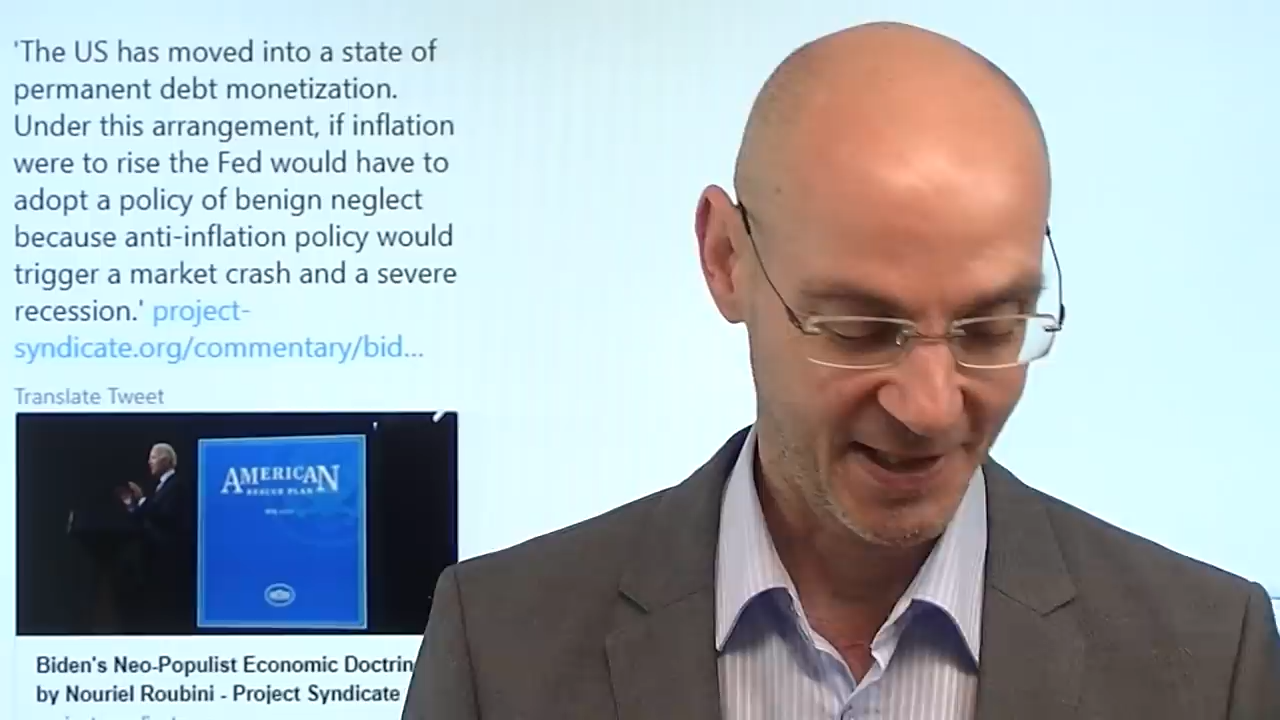 'The US has moved into a state of
permanent debt monetization.
Under this arrangement, if inflation
were to rise the Fed would have to
adopt a policy of benign neglect
because anti-inflation policy would
trigger a market crash and a severe
recession.' project-
syndicate.org/commentary/bid...
Translate Tweet
AMERICAN
RESCUE PLAN
Biden's Neo-Populist Economic Doctrin
by Nouriel Roubini - Project Syndicate